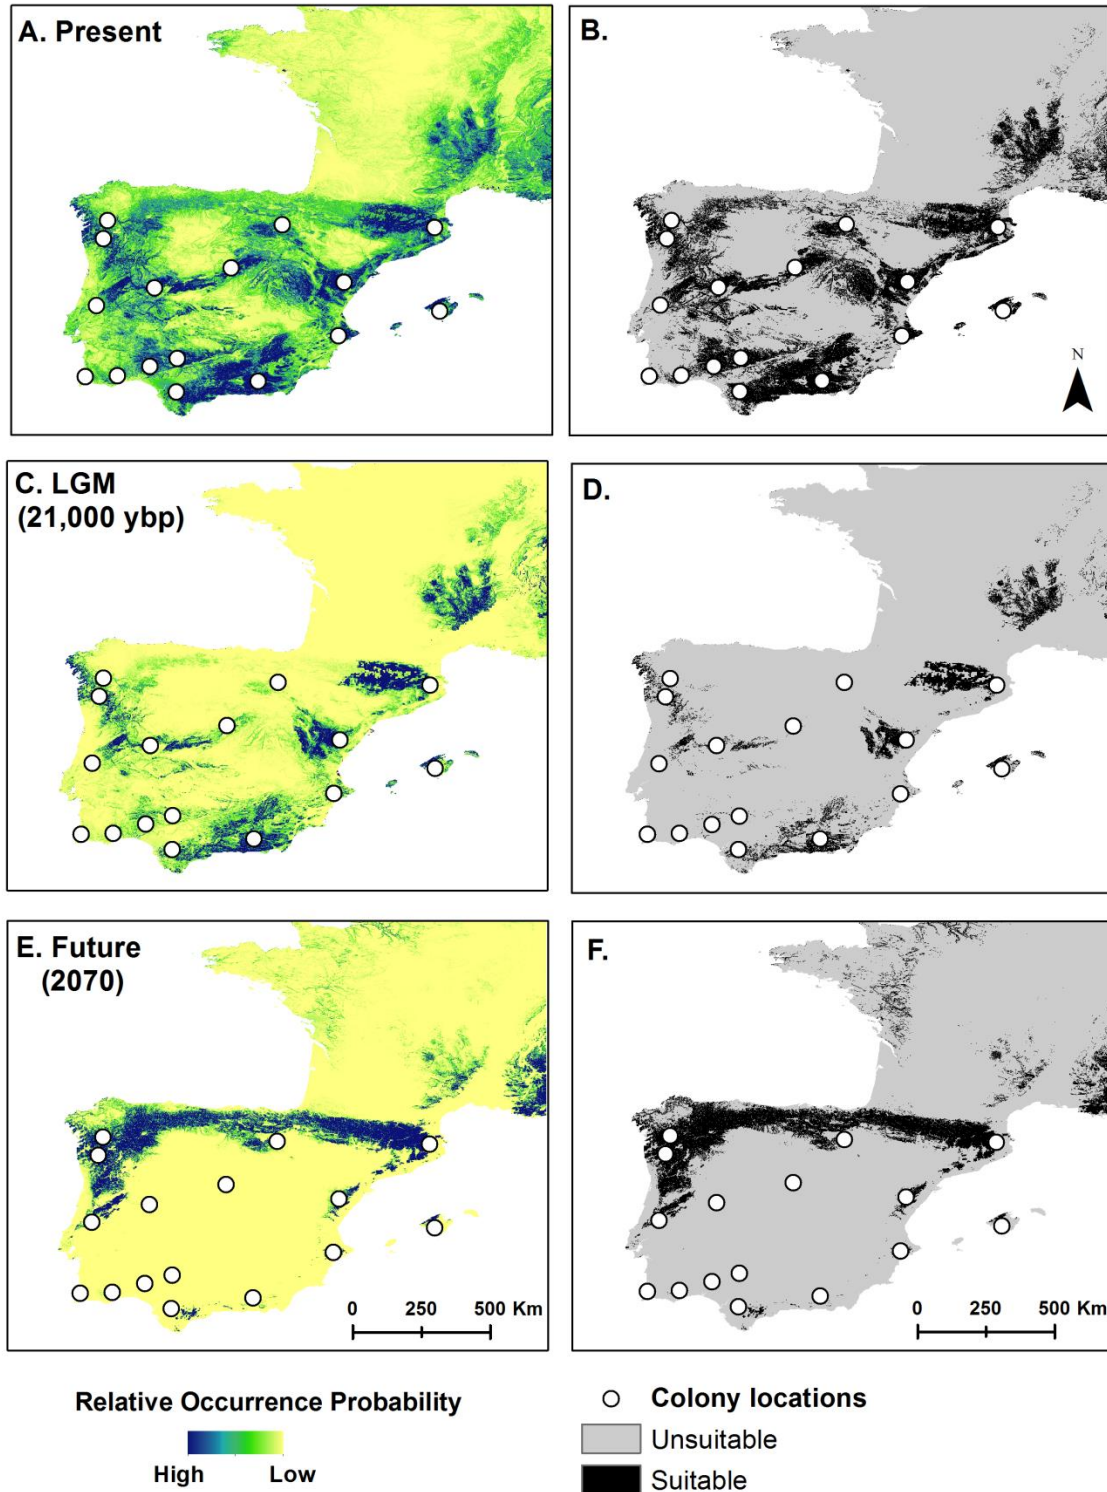 A. Present
B.
N
C. LGM
(21,000 ybp)
D.
E. Future
(2070)
F.
0 250 500 Km
0 250 500 Km
Relative Occurrence Probability
High Low
Colony locations
Unsuitable
Suitable